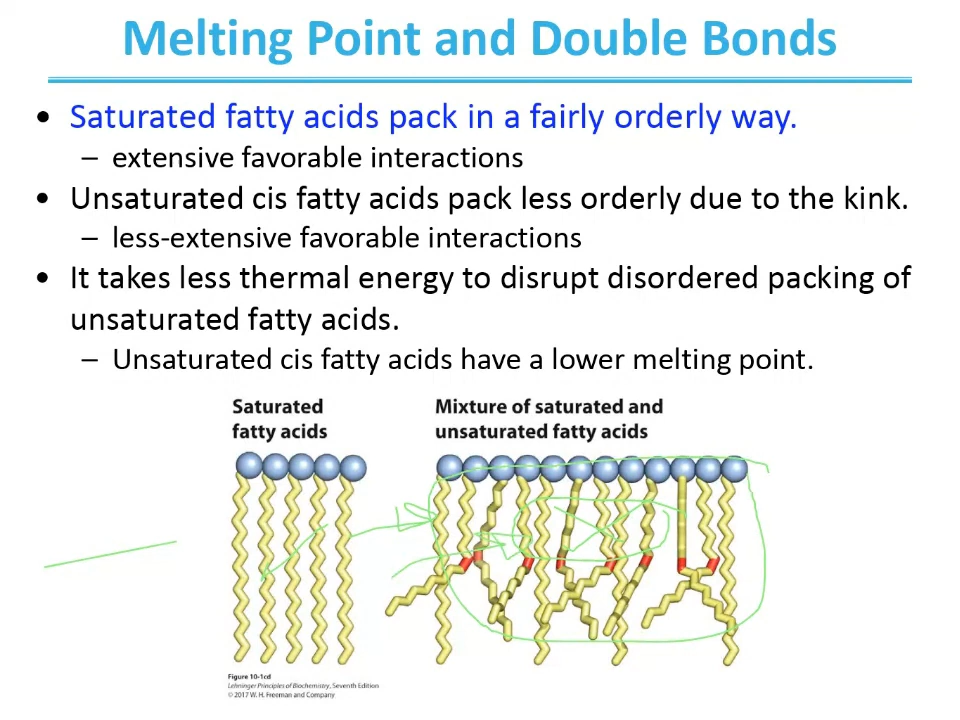 Melting Point and Double Bonds
• Saturated fatty acids pack in a fairly orderly way.
– extensive favorable interactions
• Unsaturated cis fatty acids pack less orderly due to the kink.
– less-extensive favorable interactions
• It takes less thermal energy to disrupt disordered packing of
unsaturated fatty acids.
– Unsaturated cis fatty acids have a lower melting point.
Saturated
fatty acids
Mixture of saturated and
unsaturated fatty acids
Figure 10-1cd
Lehninger Principles of Biochemistry, Seventh Edition
© 2017 W. H. Freeman and Company